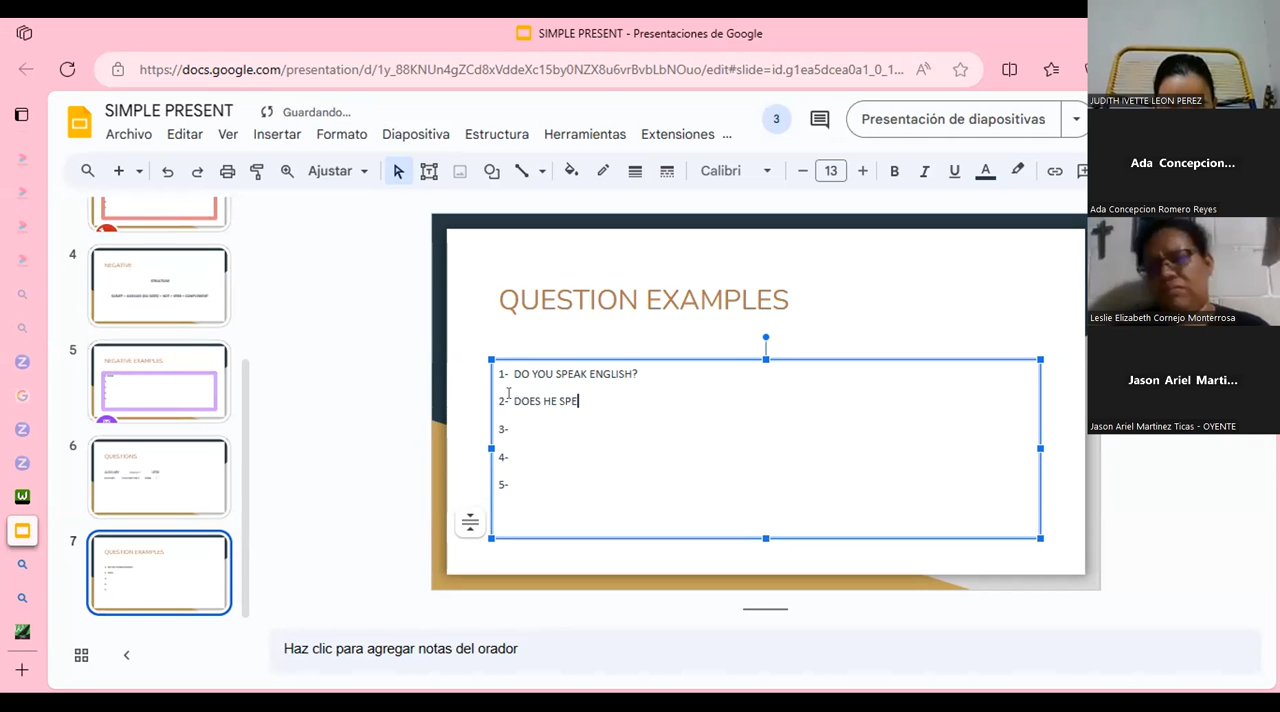 SIMPLE PRESENT - Presentaciones de Google
https://docs.google.com/presentation/d/1y_88KNUn4gZCd8xVddeXc15by0NZX8u6vrBvbLbNOuo/edit#slide=id.g1ea5dcea0a1_0_1...
SIMPLE PRESENT
Guardando...
Archivo Editar Ver Insertar Formato Diapositiva Estructura Herramientas Extensiones ...
3
Presentación de diapositivas
Ajustar
Calibri
13
B I U A
4
NEGATIVE
STRUCTURE
5
NEGATIVE EXAMPLES
6
QUESTIONS
7
QUESTION EXAMPLES
QUESTION EXAMPLES
1- DO YOU SPEAK ENGLISH?
2- DOES HE SPE
3-
4-
5-
Haz clic para agregar notas del orador
JUDITH IVETTE LEON PEREZ
Ada Concepcion...
Ada Concepcion Romero Reyes
Leslie Elizabeth Cornejo Monterrosa
Jason Ariel Marti...
Jason Ariel Martinez Ticas - OYENTE